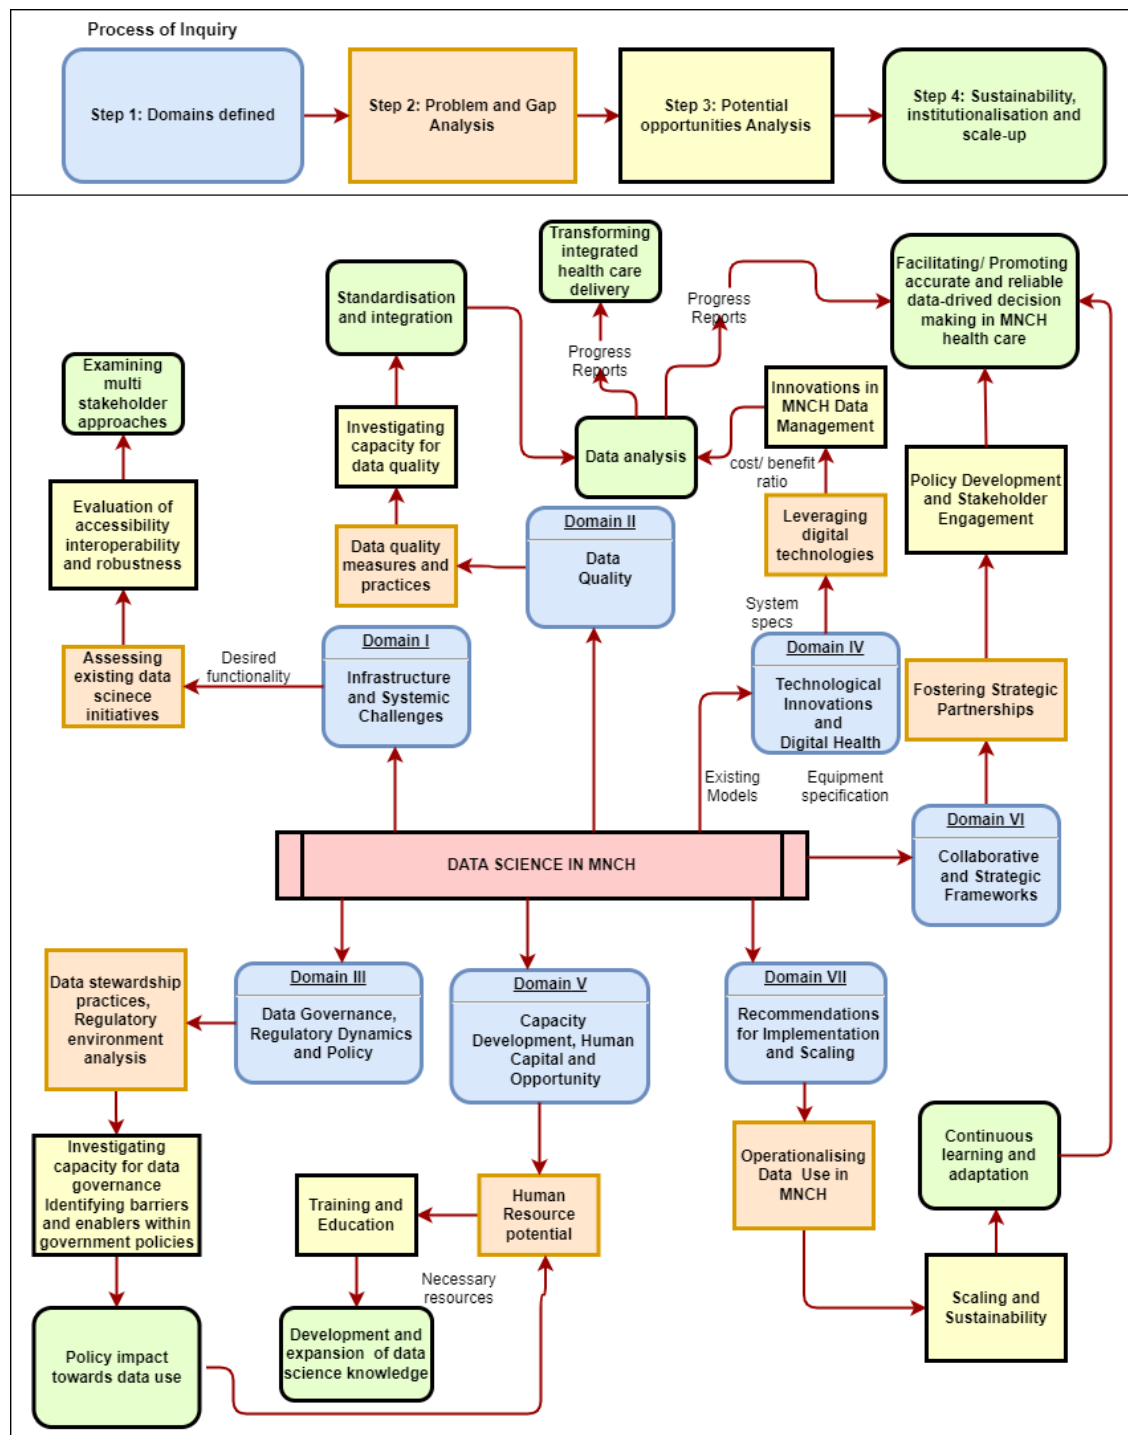 Process of Inquiry
Step 1: Domains defined
Step 2: Problem and Gap
Analysis
Step 3: Potential
opportunities Analysis
Step 4: Sustainability,
institutionalisation and
scale-up
Transforming
integrated
health care
delivery
Facilitating/ Promoting
accurate and reliable
data-drived decision
making in MNCH
health care
Standardisation
and integration
Progress
Reports
Progress
Reports
Examining
multi
stakeholder
approaches
Innovations in
MNCH Data
Management
Investigating
capacity for
data quality
Data analysis
cost/ benefit
ratio
Policy Development
and Stakeholder
Engagement
Evaluation of
accessibility
interoperability
and robustness
Data quality
measures and
practices
Domain II
Data
Quality
Leveraging
digital
technologies
System
specs
Assessing
existing data
scinece
initiatives
Desired
functionality
Domain I
Infrastructure
and Systemic
Challenges
Domain IV
Technological
Innovations
and
Digital Health
Fostering Strategic
Partnerships
Existing
Models
Equipment
specification
Domain VI
Collaborative
and Strategic
Frameworks
DATA SCIENCE IN MNCH
Data stewardship
practices,
Regulatory
environment
analysis
Domain III
Data Governance,
Regulatory Dynamics
and Policy
Domain V
Capacity
Development, Human
Capital and
Opportunity
Domain VII
Recommendations
for Implementation
and Scaling
Investigating
capacity for data
governance
Identifying barriers
and enablers within
government policies
Training and
Education
Human
Resource
potential
Operationalising
Data Use in
MNCH
Continuous
learning and
adaptation
Necessary
resources
Scaling and
Sustainability
Policy impact
towards data use
Development and
expansion of data
science knowledge